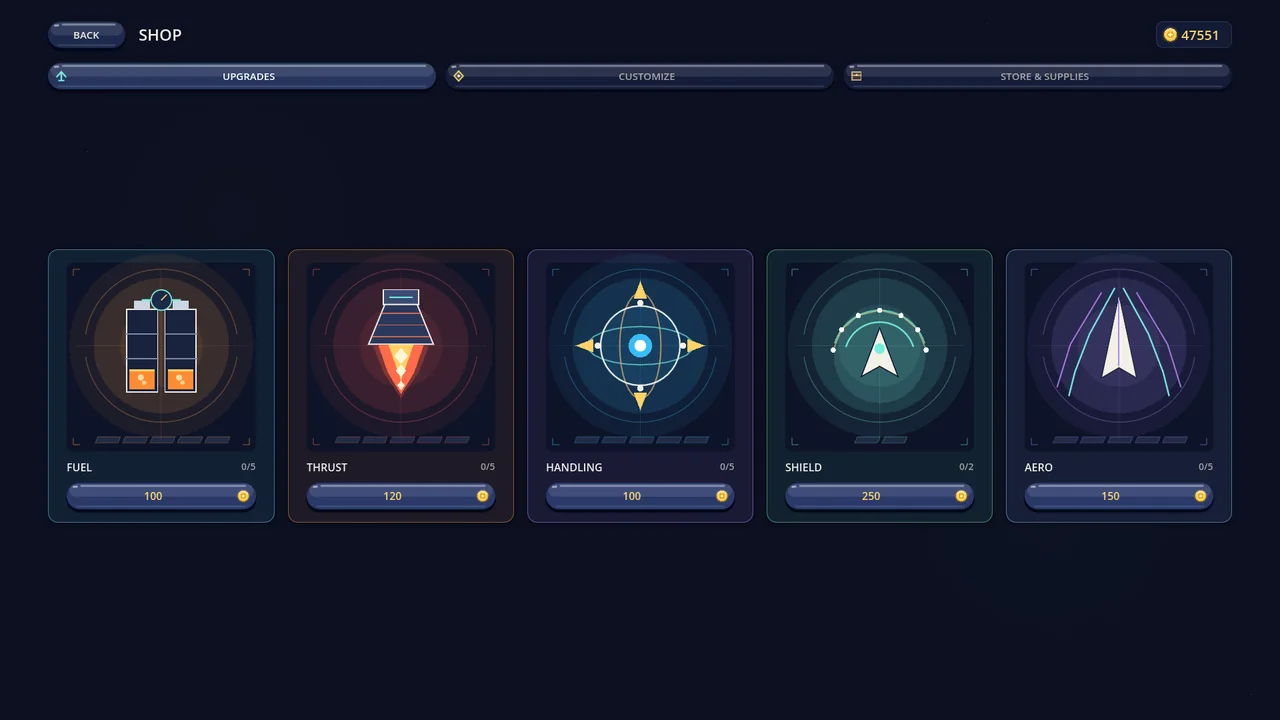 BACK
SHOP
47551
UPGRADES
CUSTOMIZE
STORE & SUPPLIES
FUEL 0/5
100
THRUST 0/5
120
HANDLING 0/5
100
SHIELD 0/2
250
AERO 0/5
150